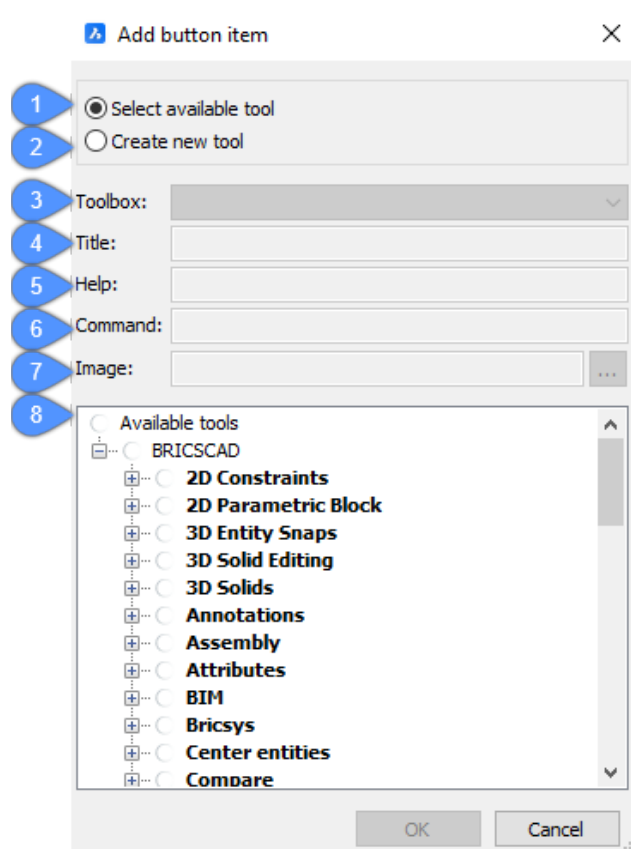 Add button item
1 Select available tool
2 Create new tool
3 Toolbox:
4 Title:
5 Help:
6 Command:
7 Image: ...
8 Available tools
BRICSCAD
2D Constraints
2D Parametric Block
3D Entity Snaps
3D Solid Editing
3D Solids
Annotations
Assembly
Attributes
BIM
Bricsys
Center entities
Compare
OK Cancel